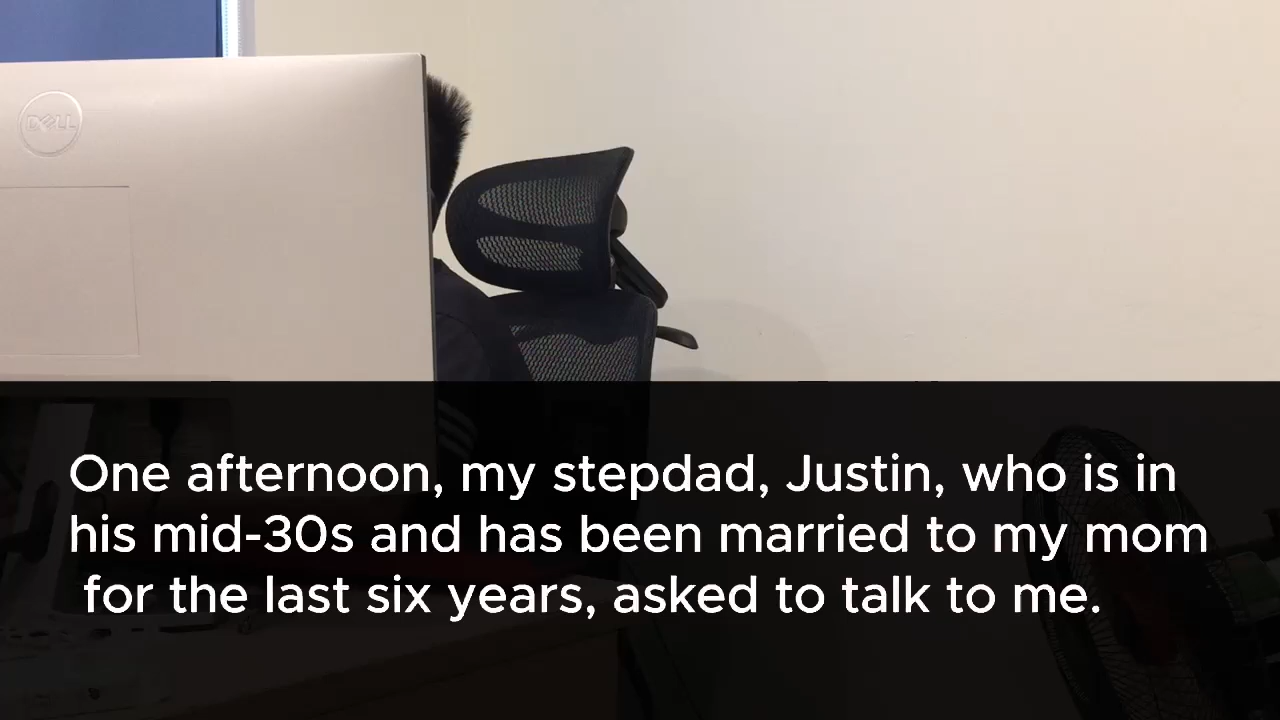 DELL
One afternoon, my stepdad, Justin, who is in
his mid-30s and has been married to my mom
for the last six years, asked to talk to me.